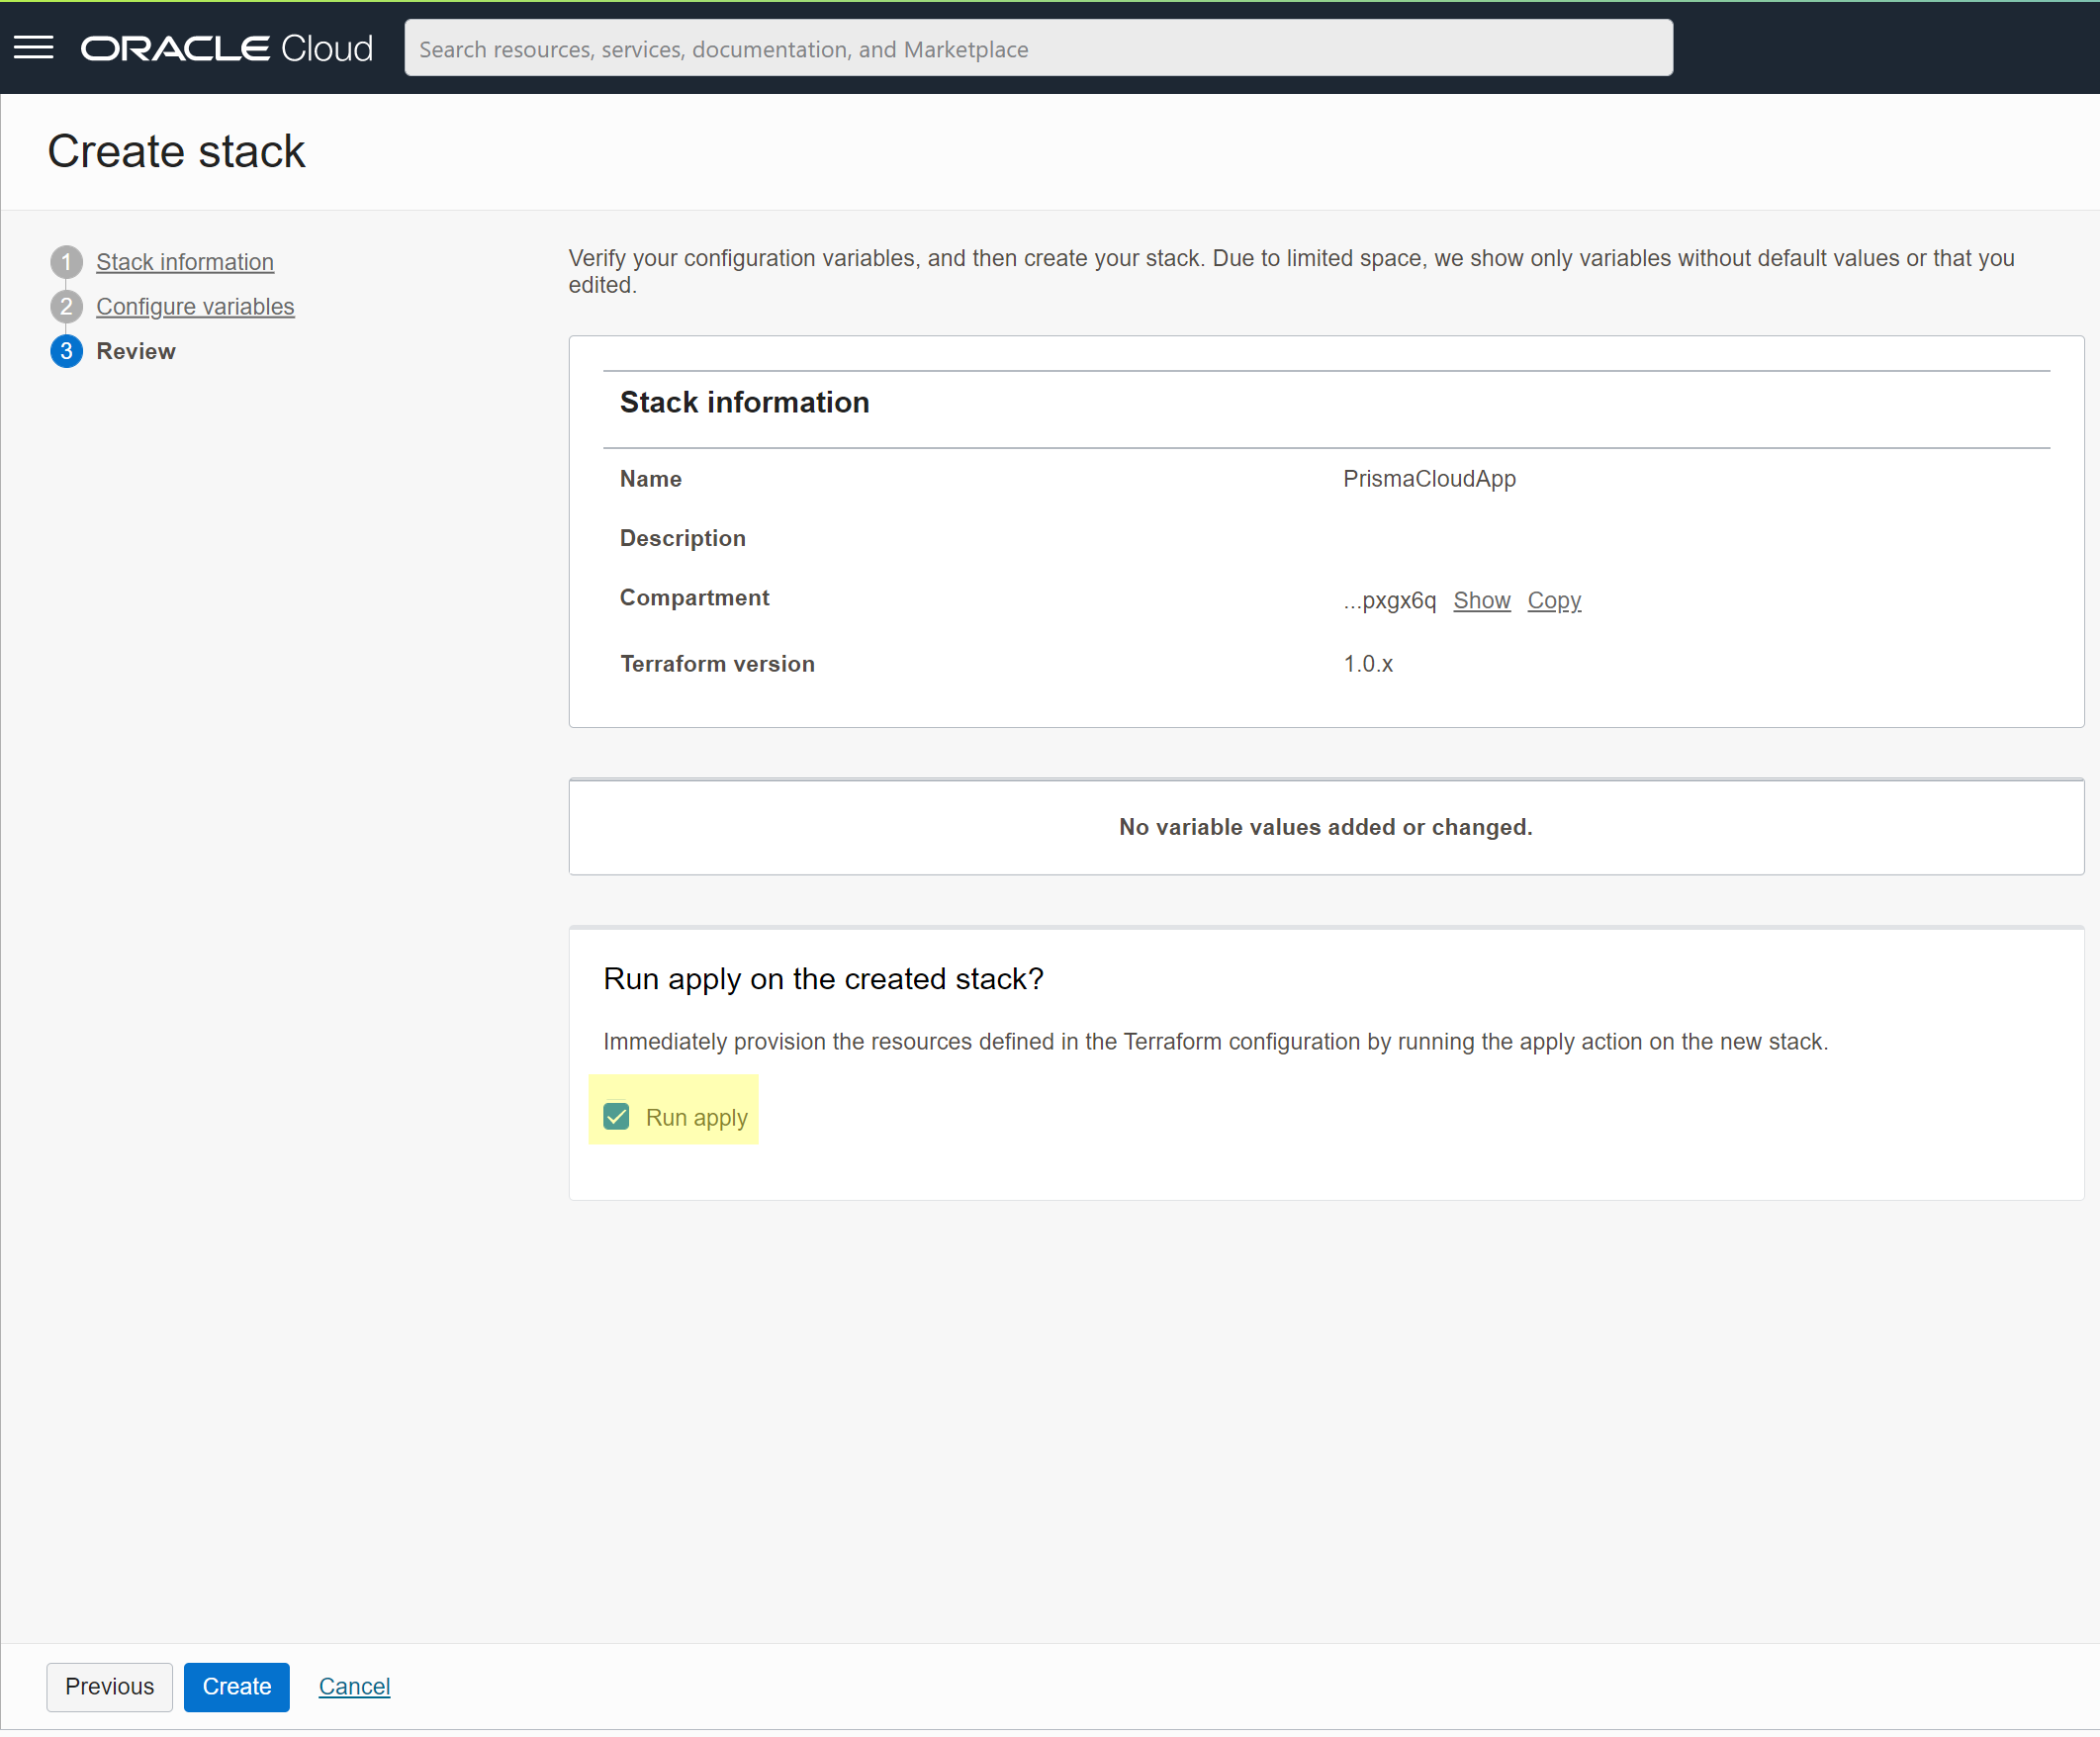 ORACLE Cloud
Search resources, services, documentation, and Marketplace
Create stack
1 Stack information
2 Configure variables
3 Review
Verify your configuration variables, and then create your stack. Due to limited space, we show only variables without default values or that you
edited.
Stack information
Name PrismaCloudApp
Description
Compartment ...pxgx6q Show Copy
Terraform version 1.0.x
No variable values added or changed.
Run apply on the created stack?
Immediately provision the resources defined in the Terraform configuration by running the apply action on the new stack.
Run apply
Previous Create Cancel